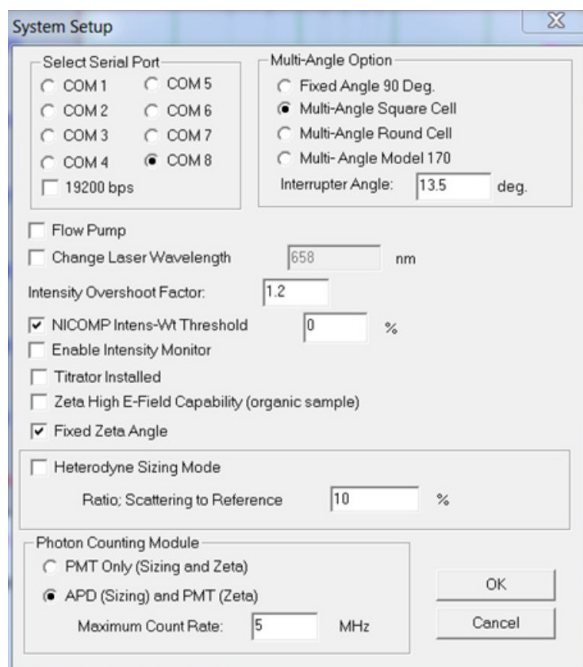 System Setup
Select Serial Port
COM 1 COM 5
COM 2 COM 6
COM 3 COM 7
COM 4 COM 8
19200 bps
Multi-Angle Option
Fixed Angle 90 Deg.
Multi-Angle Square Cell
Multi-Angle Round Cell
Multi- Angle Model 170
Interrupter Angle: 13.5 deg.
Flow Pump
Change Laser Wavelength 658 nm
Intensity Overshoot Factor: 1.2
NICOMP Intens-Wt Threshold 0 %
Enable Intensity Monitor
Titrator Installed
Zeta High E-Field Capability (organic sample)
Fixed Zeta Angle
Heterodyne Sizing Mode
Ratio; Scattering to Reference 10 %
Photon Counting Module
PMT Only (Sizing and Zeta)
APD (Sizing) and PMT (Zeta)
Maximum Count Rate: 5 MHz
OK
Cancel